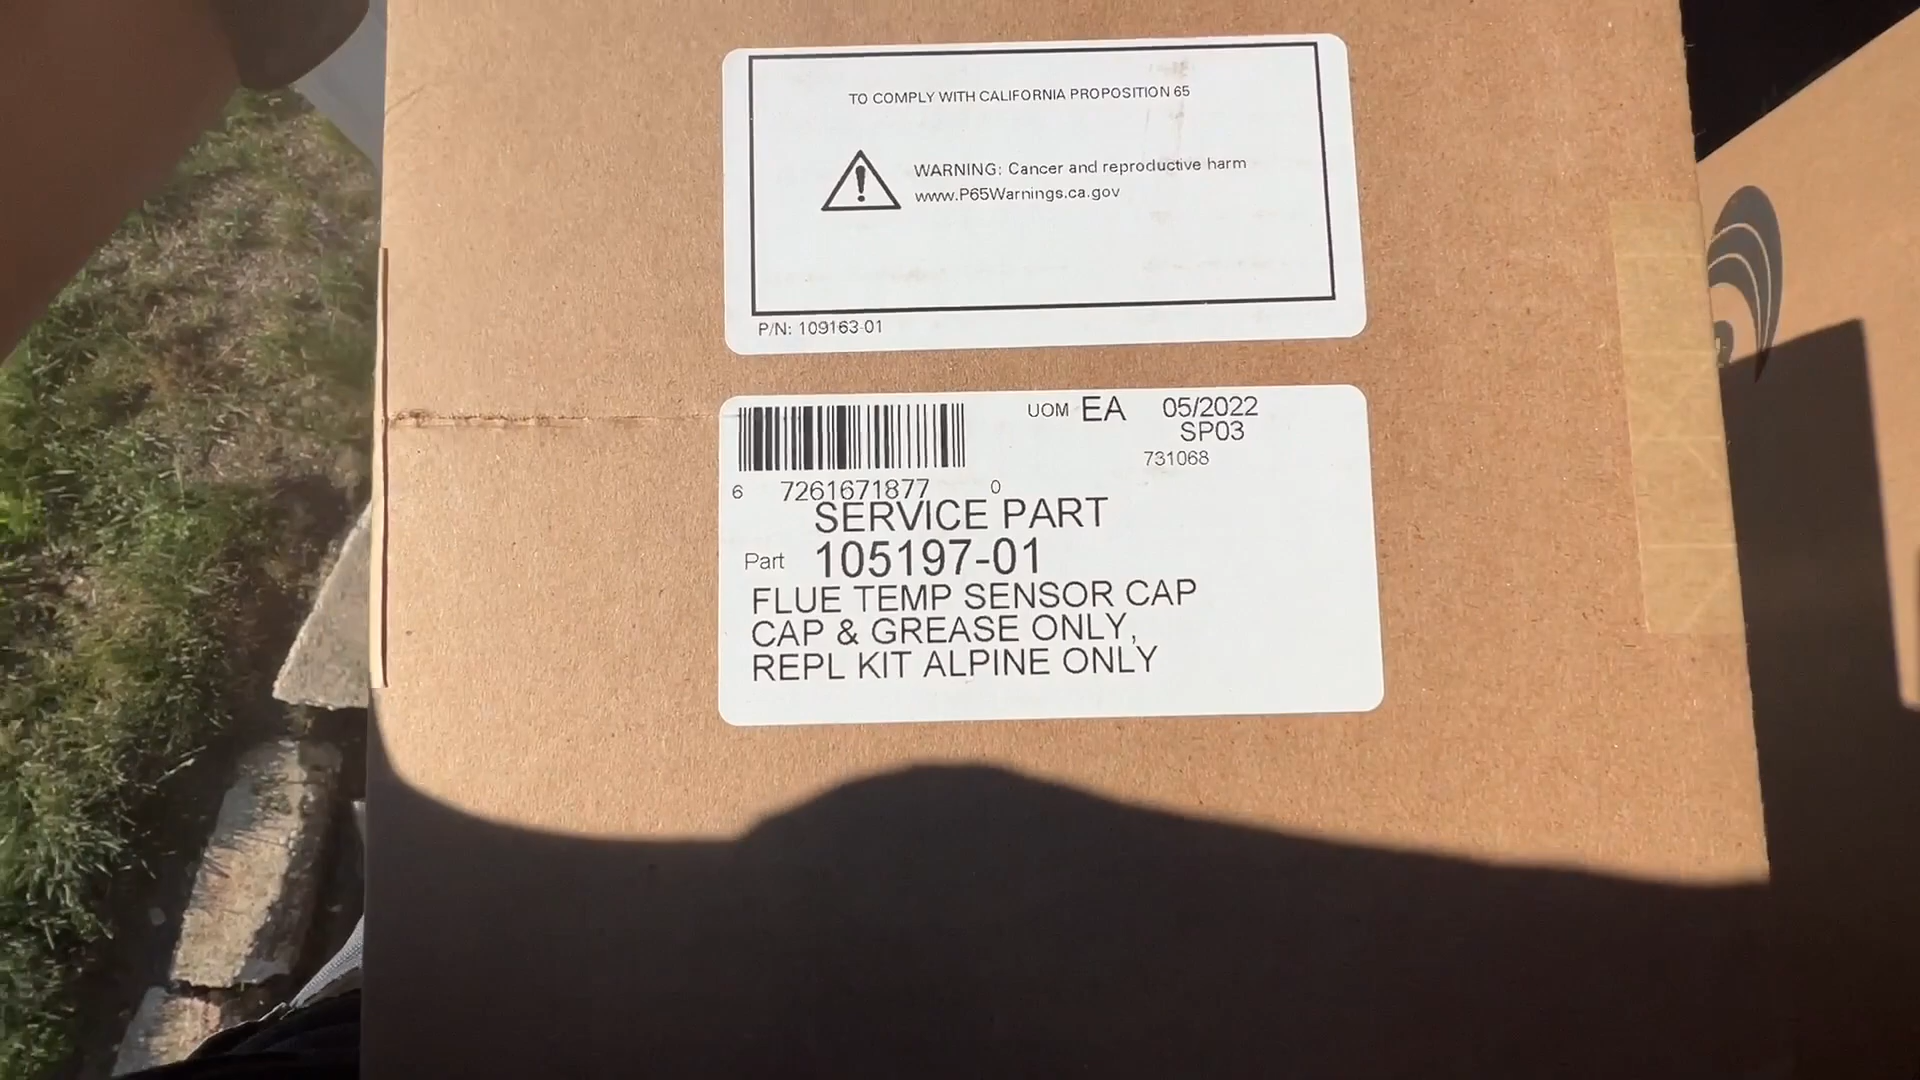 TO COMPLY WITH CALIFORNIA PROPOSITION 65
WARNING: Cancer and reproductive harm
www.P65Warnings.ca.gov
P/N: 109163-01
UOM EA 05/2022
SP03
731068
6 7261671877 0
SERVICE PART
Part 105197-01
FLUE TEMP SENSOR CAP
CAP & GREASE ONLY,
REPL KIT ALPINE ONLY